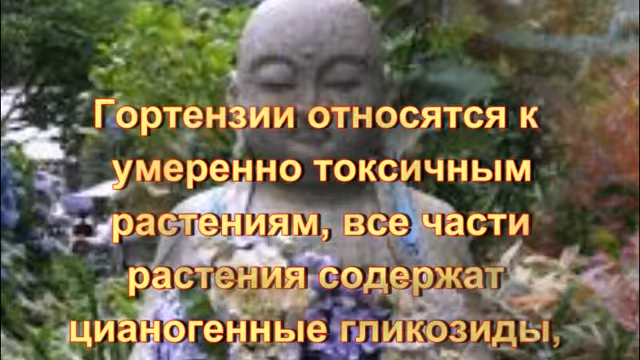 Гортензии относятся к
умеренно токсичным
растениям, все части
растения содержат
цианогенные гликозиды,